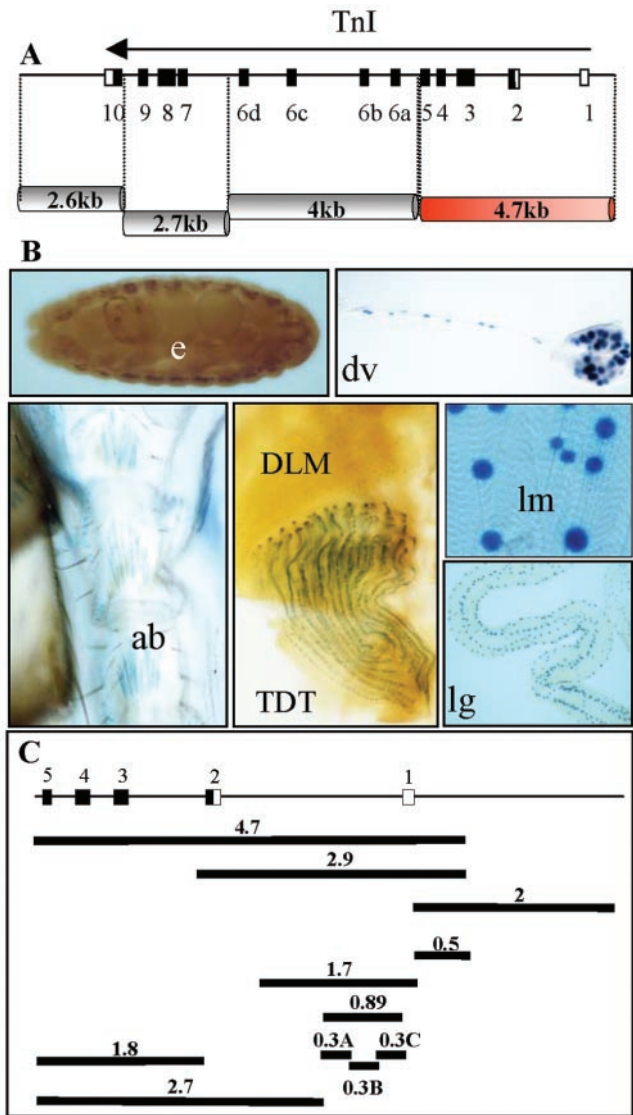 TnI
A
10 9 8 7 6d 6c 6b 6a 5 4 3 2 1
2.6kb 2.7kb 4kb 4.7kb
B
e
dv
ab
DLM
TDT
lm
lg
C
5 4 3 2 1
4.7
2.9
2
0.5
1.7
0.89
0.3A 0.3C
1.8
0.3B
2.7